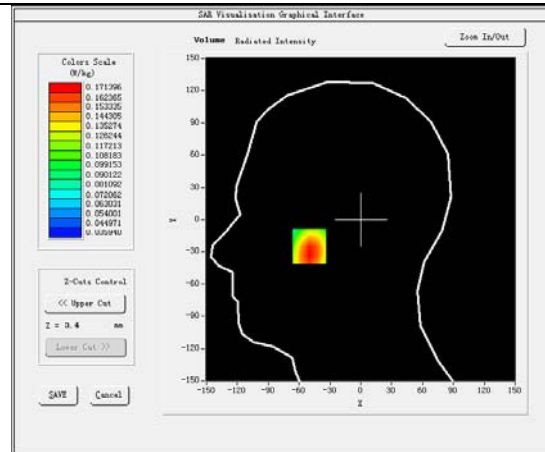 SAR Visualisation Graphical Interface
Volume Radiated Intensity
Zoom In/Out
Colors Scale
(W/kg)
0.171396
0.162365
0.153335
0.144305
0.135274
0.126244
0.117213
0.108183
0.099153
0.090122
0.081092
0.072062
0.063031
0.054001
0.044971
0.035940
150
120
90
60
30
0
-30
-60
-90
-120
-150
Y
-150 -120 -90 -60 -30 0 30 60 90 120 150
X
Z-Cuts Control
<< Upper Cut
Z = 3.4 mm
Lower Cut >>
SAVE Cancel